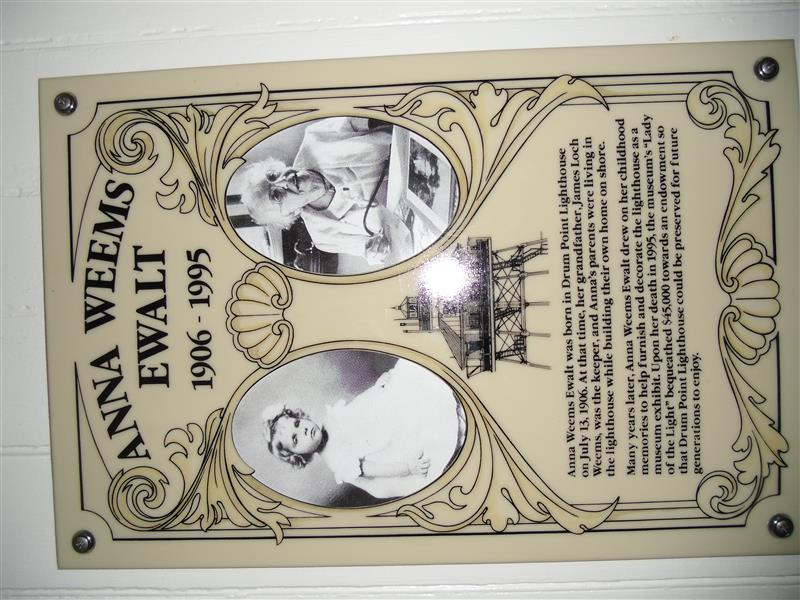 ANNA WEEMS
EWALT
1906 - 1995
Anna Weems Ewalt was born in Drum Point Lighthouse
on July 13, 1906. At that time, her grandfather, James Loch
Weems, was the keeper, and Anna's parents were living in
the lighthouse while building their own home on shore.
Many years later, Anna Weems Ewalt drew on her childhood
memories to help furnish and decorate the lighthouse as a
museum exhibit. Upon her death in 1995, the museum's "Lady
of the Light" bequeathed $45,000 towards an endowment so
that Drum Point Lighthouse could be preserved for future
generations to enjoy.